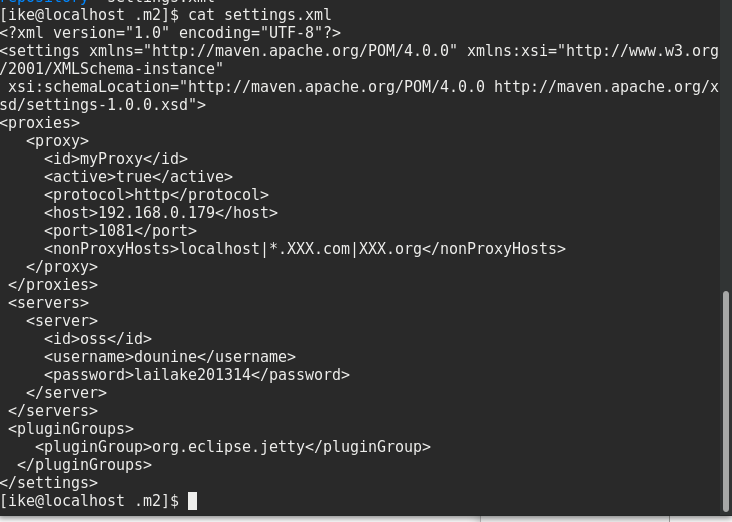 [ike@localhost .m2]$ cat settings.xml
<?xml version="1.0" encoding="UTF-8"?>
<settings xmlns="http://maven.apache.org/POM/4.0.0" xmlns:xsi="http://www.w3.org
/2001/XMLSchema-instance"
 xsi:schemaLocation="http://maven.apache.org/POM/4.0.0 http://maven.apache.org/x
sd/settings-1.0.0.xsd">
<proxies>
   <proxy>
     <id>myProxy</id>
     <active>true</active>
     <protocol>http</protocol>
     <host>192.168.0.179</host>
     <port>1081</port>
     <nonProxyHosts>localhost|*.XXX.com|XXX.org</nonProxyHosts>
   </proxy>
 </proxies>
 <servers>
   <server>
     <id>oss</id>
     <username>dounine</username>
     <password>lailake201314</password>
   </server>
 </servers>
 <pluginGroups>
    <pluginGroup>org.eclipse.jetty</pluginGroup>
  </pluginGroups>
</settings>
[ike@localhost .m2]$